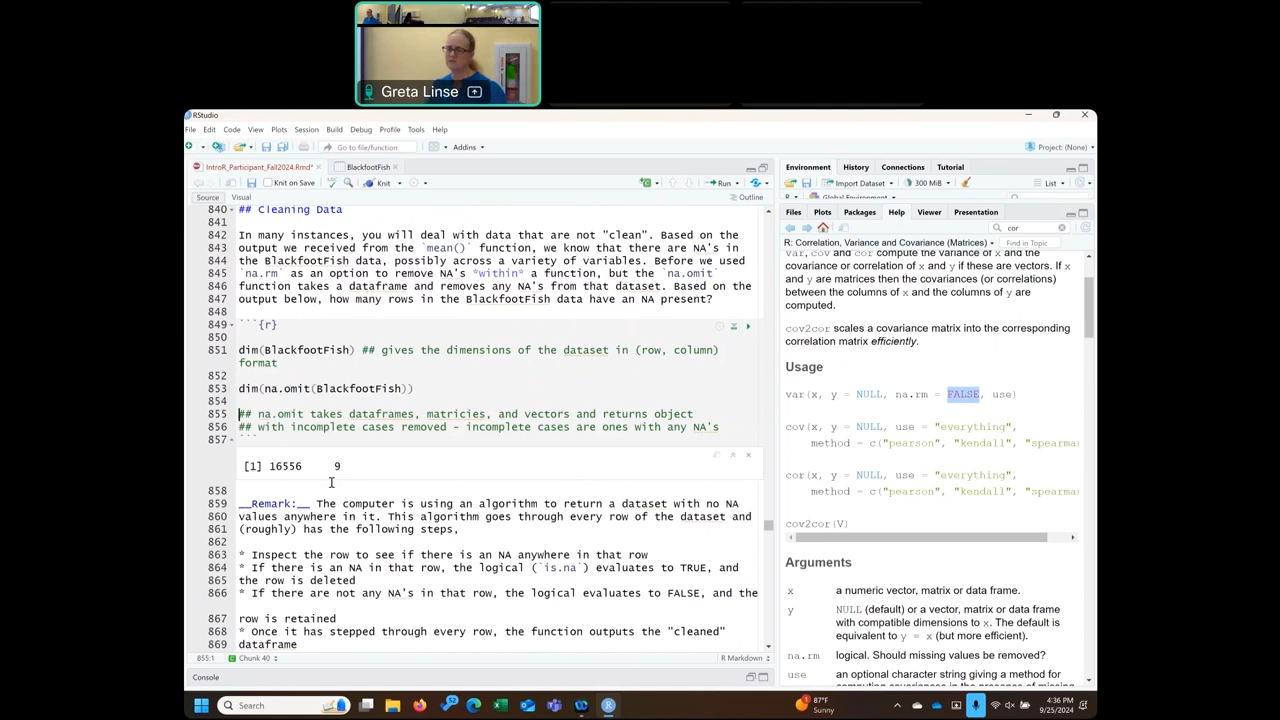 Greta Linse
RStudio
File Edit Code View Plots Session Build Debug Profile Tools Help
Go to file/function Addins Project: (None)
IntroR_Participant_Fall2024.Rmd* BlackfootFish
Environment History Connections Tutorial
Knit on Save Knit Run
Import Dataset 300 MiB List
Source Visual Outline
R Global Environment
Files Plots Packages Help Viewer Presentation
cor
R: Correlation, Variance and Covariance (Matrices) Find in Topic
840 ## Cleaning Data
841
842 In many instances, you will deal with data that are not "clean". Based on the
843 output we received from the `mean()` function, we know that there are NA's in
844 the BlackfootFish data, possibly across a variety of variables. Before we used
845 `na.rm` as an option to remove NA's *within* a function, but the `na.omit`
846 function takes a dataframe and removes any NA's from that dataset. Based on the
847 output below, how many rows in the BlackfootFish data have an NA present?
848
849 ```{r}
850
851 dim(BlackfootFish) ## gives the dimensions of the dataset in (row, column)
format
852
853 dim(na.omit(BlackfootFish))
854
855 ## na.omit takes dataframes, matricies, and vectors and returns object
856 ## with incomplete cases removed - incomplete cases are ones with any NA's
857 ```
[1] 16556 9
858
859 __Remark:__ The computer is using an algorithm to return a dataset with no NA
860 values anywhere in it. This algorithm goes through every row of the dataset and
861 (roughly) has the following steps,
862
863 * Inspect the row to see if there is an NA anywhere in that row
864 * If there is an NA in that row, the logical (`is.na`) evaluates to TRUE, and
865 the row is deleted
866 * If there are not any NA's in that row, the logical evaluates to FALSE, and the
867 row is retained
868 * Once it has stepped through every row, the function outputs the "cleaned"
869 dataframe
855:1 Chunk 40 R Markdown
Console
var, cov and cor compute the variance of x and the
covariance or correlation of x and y if these are vectors. If x
and y are matrices then the covariances (or correlations)
between the columns of x and the columns of y are
computed.
cov2cor scales a covariance matrix into the corresponding
correlation matrix efficiently.
Usage
var(x, y = NULL, na.rm = FALSE, use)
cov(x, y = NULL, use = "everything",
method = c("pearson", "kendall", "spearma
cor(x, y = NULL, use = "everything",
method = c("pearson", "kendall", "spearma
cov2cor(V)
Arguments
x a numeric vector, matrix or data frame.
y NULL (default) or a vector, matrix or data frame
with compatible dimensions to x. The default is
equivalent to y = x (but more efficient).
na.rm logical. Should missing values be removed?
use an optional character string giving a method for
computing covariances in the presence of missing
Search
87°F
Sunny
4:36 PM
9/25/2024